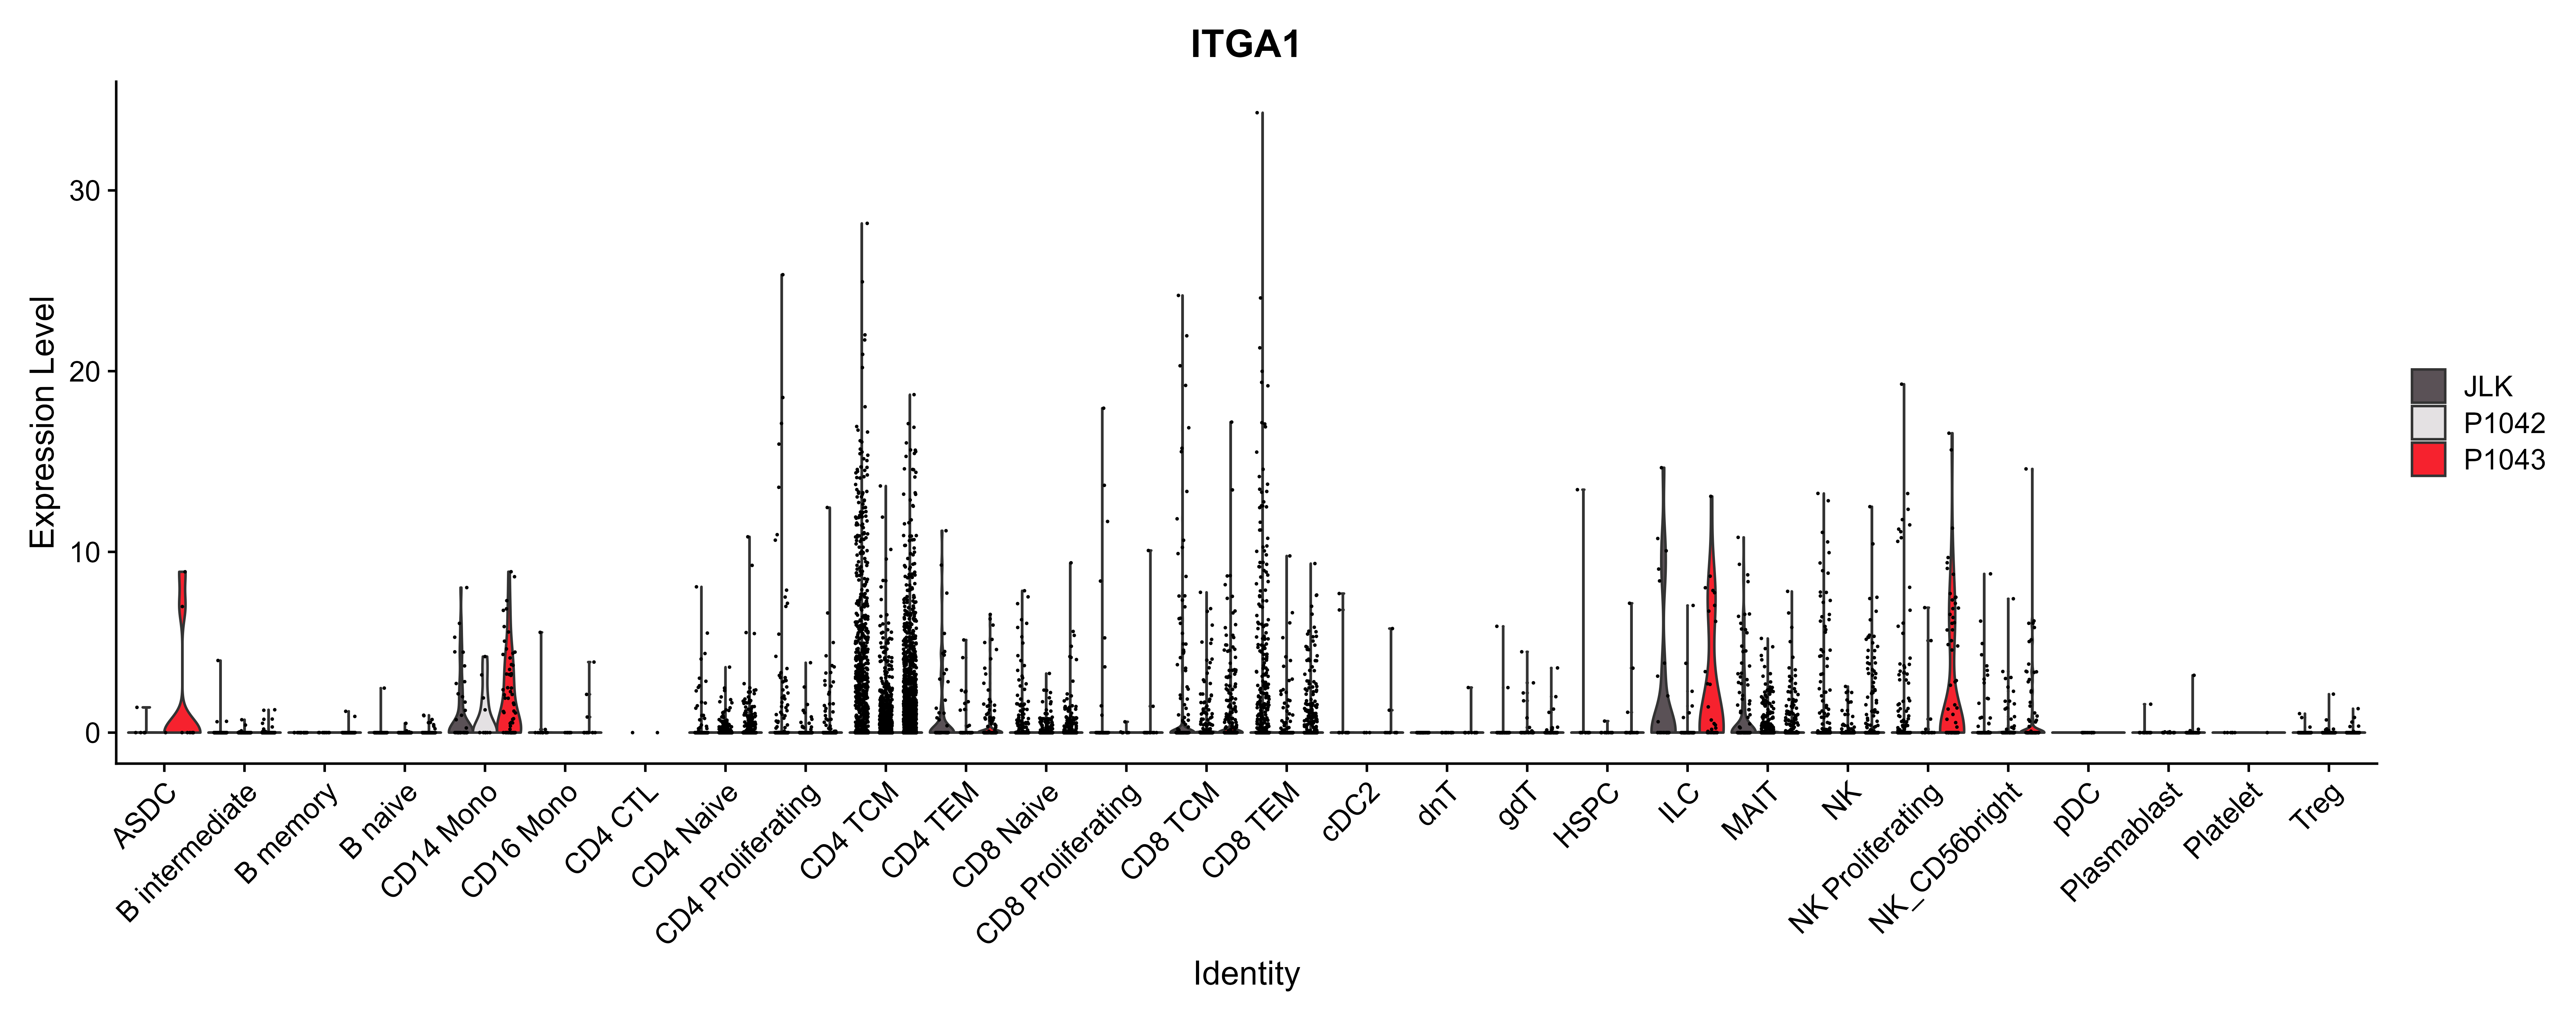 ITGA1
Expression Level
30
20
10
0
ASDC
B intermediate
B memory
B naive
CD14 Mono
CD16 Mono
CD4 CTL
CD4 Naive
CD4 Proliferating
CD4 TCM
CD4 TEM
CD8 Naive
CD8 Proliferating
CD8 TCM
CD8 TEM
cDC2
dnT
gdT
HSPC
ILC
MAIT
NK
NK Proliferating
NK_CD56bright
pDC
Plasmablast
Platelet
Treg
Identity
JLK
P1042
P1043